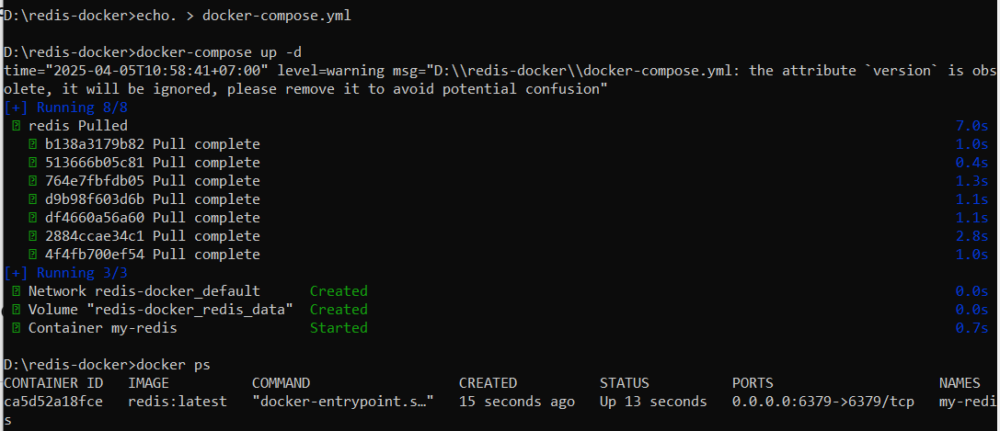 D:\redis-docker>echo. > docker-compose.yml
D:\redis-docker>docker-compose up -d
time="2025-04-05T10:58:41+07:00" level=warning msg="D:\\redis-docker\\docker-compose.yml: the attribute `version` is obs
olete, it will be ignored, please remove it to avoid potential confusion"
[+] Running 8/8
redis Pulled 7.0s
b138a3179b82 Pull complete 1.0s
513666b05c81 Pull complete 0.4s
764e7fbfdb05 Pull complete 1.3s
d9b98f603d6b Pull complete 1.1s
df4660a56a60 Pull complete 1.1s
2884ccae34c1 Pull complete 2.8s
4f4fb700ef54 Pull complete 1.0s
[+] Running 3/3
Network redis-docker_default Created 0.0s
Volume "redis-docker_redis_data" Created 0.0s
Container my-redis Started 0.7s
D:\redis-docker>docker ps
CONTAINER ID IMAGE COMMAND CREATED STATUS PORTS NAMES
ca5d52a18fce redis:latest "docker-entrypoint.s…" 15 seconds ago Up 13 seconds 0.0.0.0:6379->6379/tcp my-redi
s